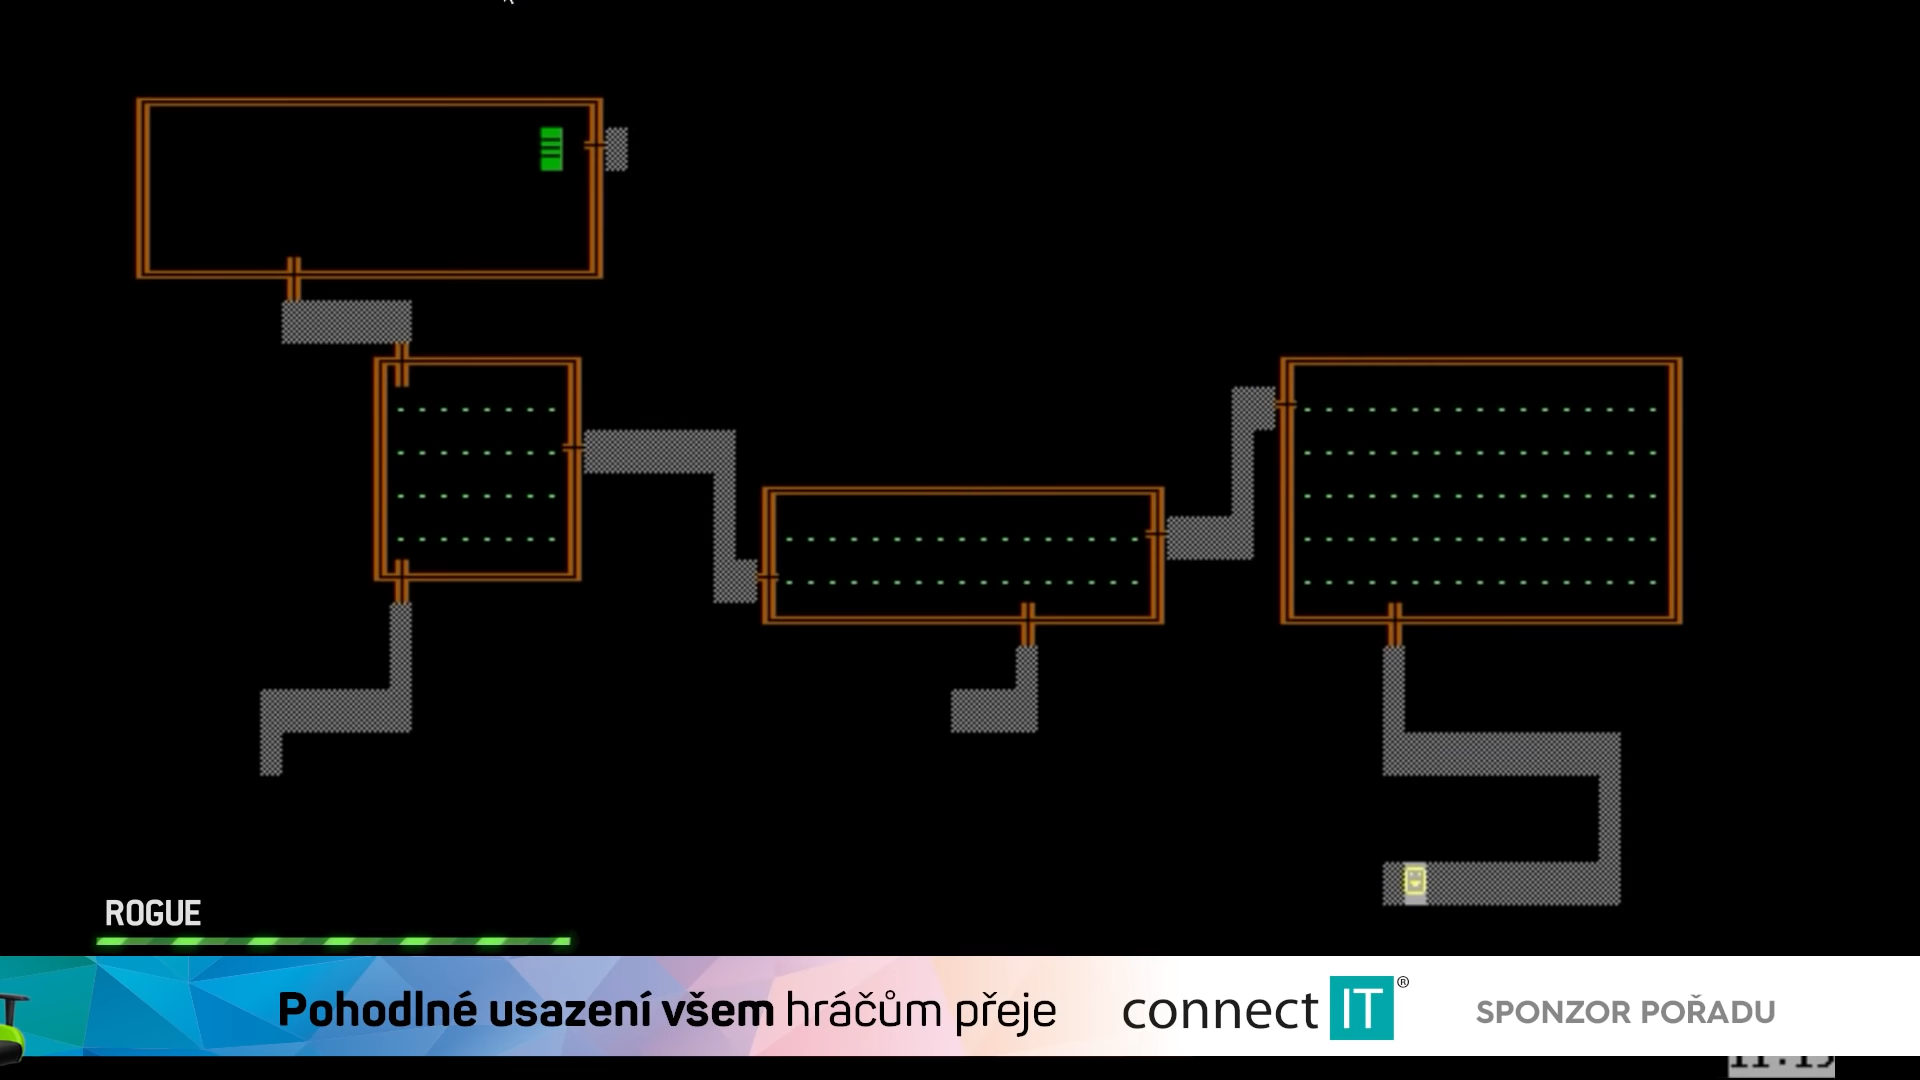 ROGUE
Pohodlné usazení všem hráčům přeje
connect IT®
SPONZOR POŘADU